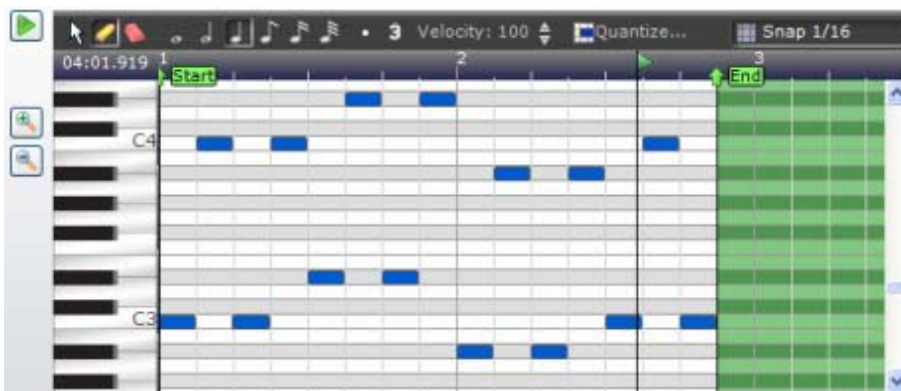 3 Velocity: 100 Quantize... Snap 1/16
04:01.919 1 2 3
Start End
C4
C3